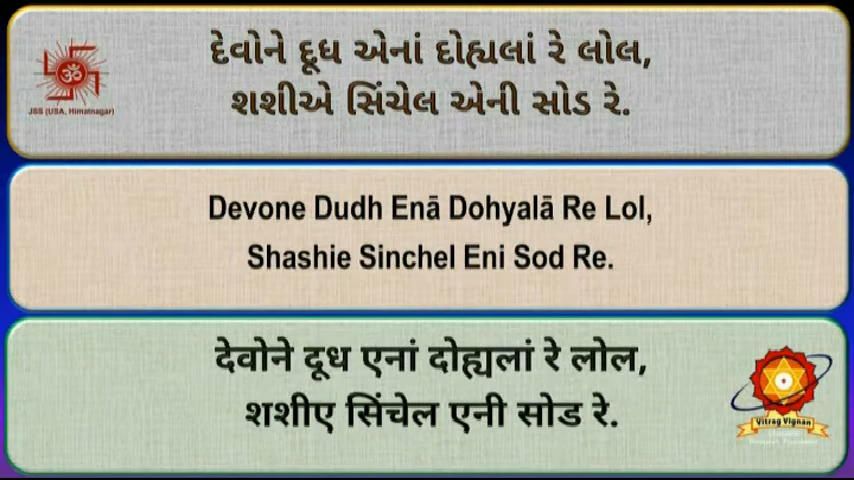 દેવોને દૂધ એનાં દોહ્યલાં રે લોલ,
શશીએ સિંચેલ એની સોડ રે.
JSS (USA, Himatnagar)
Devone Dudh Enā Dohyalā Re Lol,
Shashie Sinchel Eni Sod Re.
देवोने दूध एनां दोह्यलां रे लोल,
शशीए सिंचेल एनी सोड रे.
Vitrag Vignan